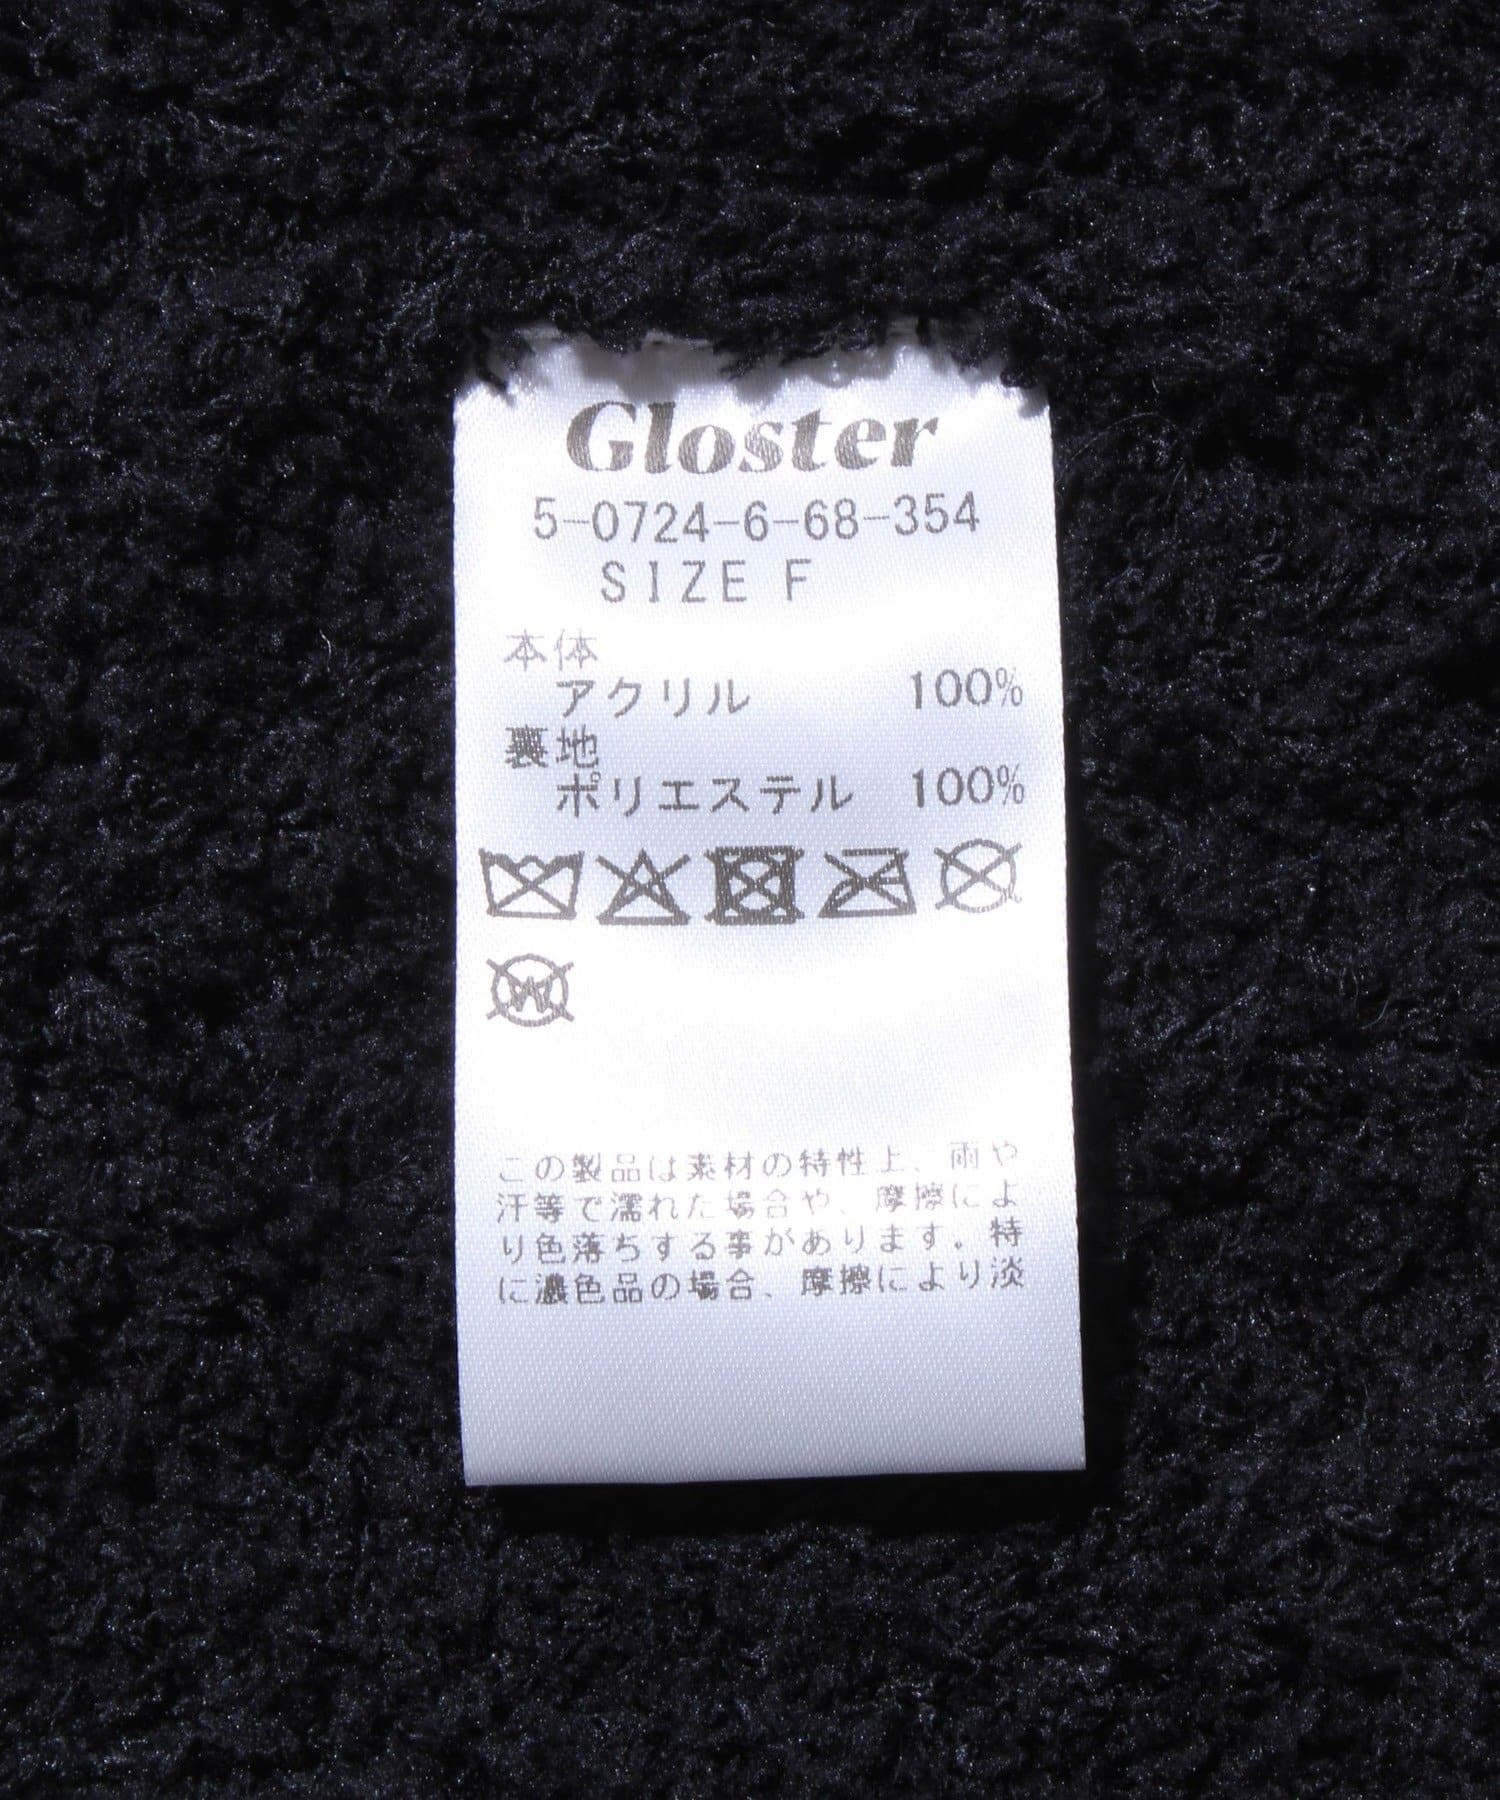 Gloster
5-0724-6-68-354
SIZE F
本体
アクリル 100%
裏地
ポリエステル 100%
W
この製品は素材の特性上、雨や
汗等で濡れた場合や、摩擦によ
り色落ちする事があります。特
に濃色品の場合、摩擦により淡